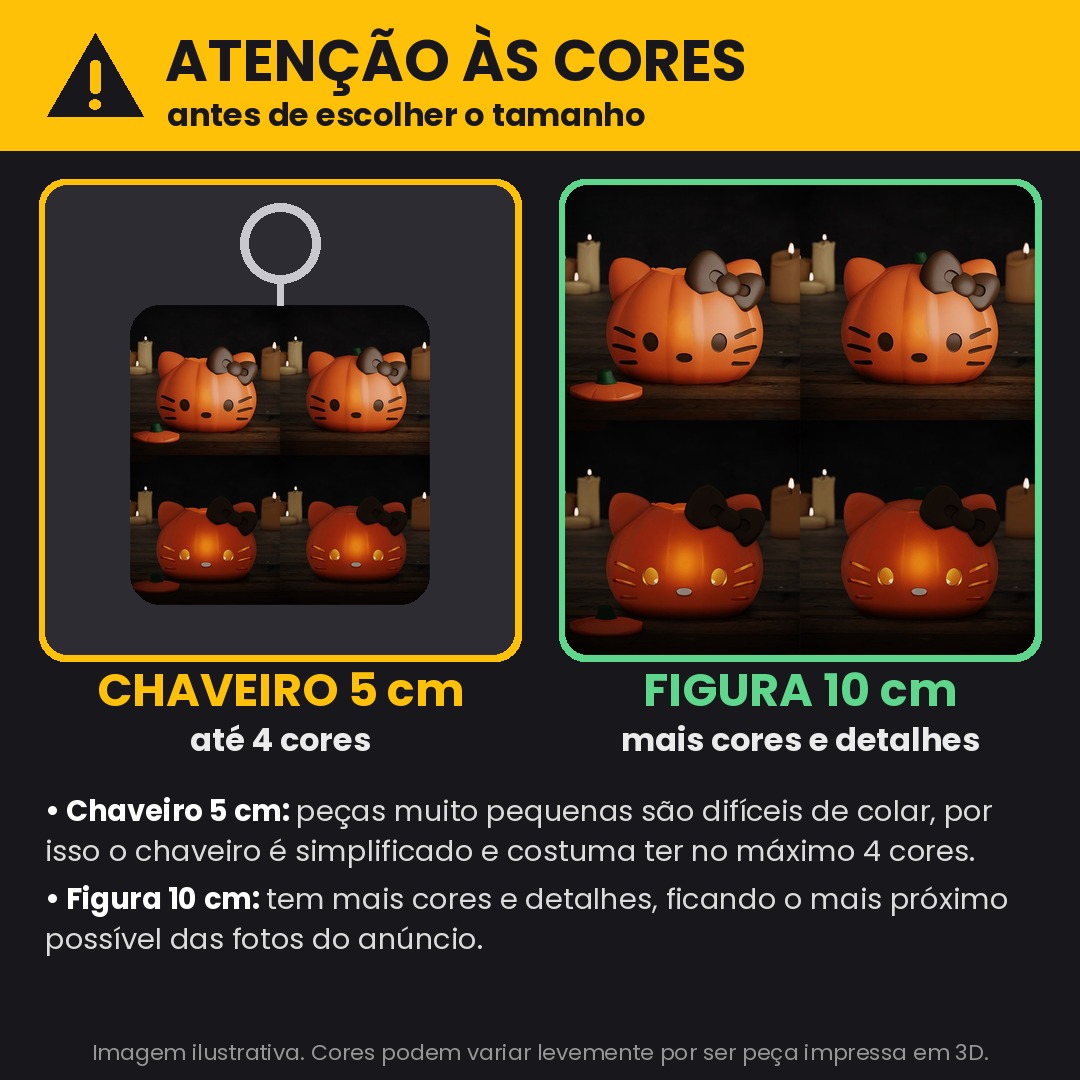 ATENÇÃO ÀS CORES
antes de escolher o tamanho
CHAVEIRO 5 cm
até 4 cores
FIGURA 10 cm
mais cores e detalhes
• Chaveiro 5 cm: peças muito pequenas são difíceis de colar, por
isso o chaveiro é simplificado e costuma ter no máximo 4 cores.
• Figura 10 cm: tem mais cores e detalhes, ficando o mais próximo
possível das fotos do anúncio.
Imagem ilustrativa. Cores podem variar levemente por ser peça impressa em 3D.